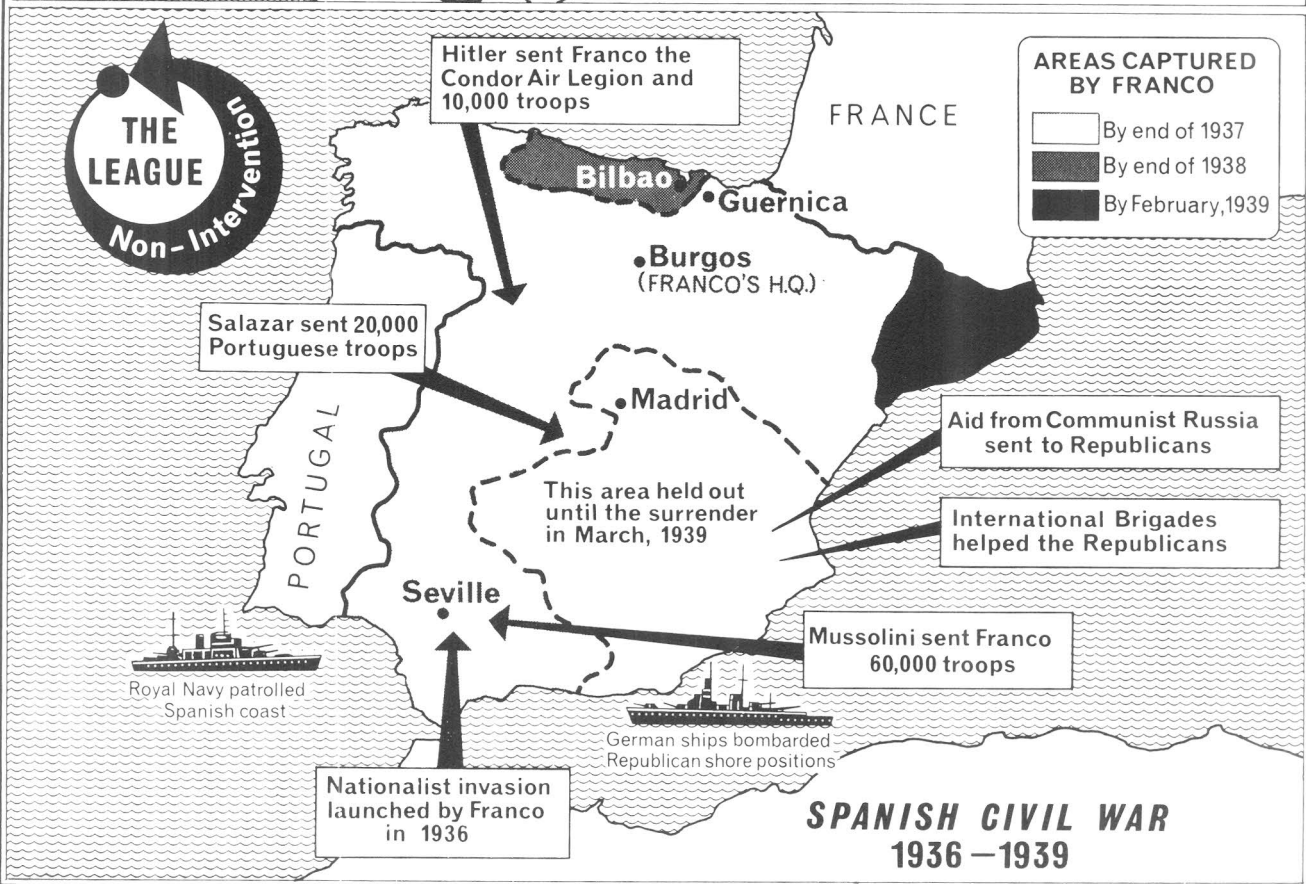 Hitler sent Franco the
Condor Air Legion and
10,000 troops
THE
LEAGUE
Non-Intervention
FRANCE
AREAS CAPTURED
BY FRANCO
By end of 1937
By end of 1938
By February, 1939
Bilbao
Guernica
Burgos
(FRANCO'S H.Q.)
Salazar sent 20,000
Portuguese troops
Madrid
PORTUGAL
Aid from Communist Russia
sent to Republicans
This area held out
until the surrender
in March, 1939
International Brigades
helped the Republicans
Seville
Mussolini sent Franco
60,000 troops
Royal Navy patrolled
Spanish coast
German ships bombarded
Republican shore positions
Nationalist invasion
launched by Franco
in 1936
SPANISH CIVIL WAR
1936–1939